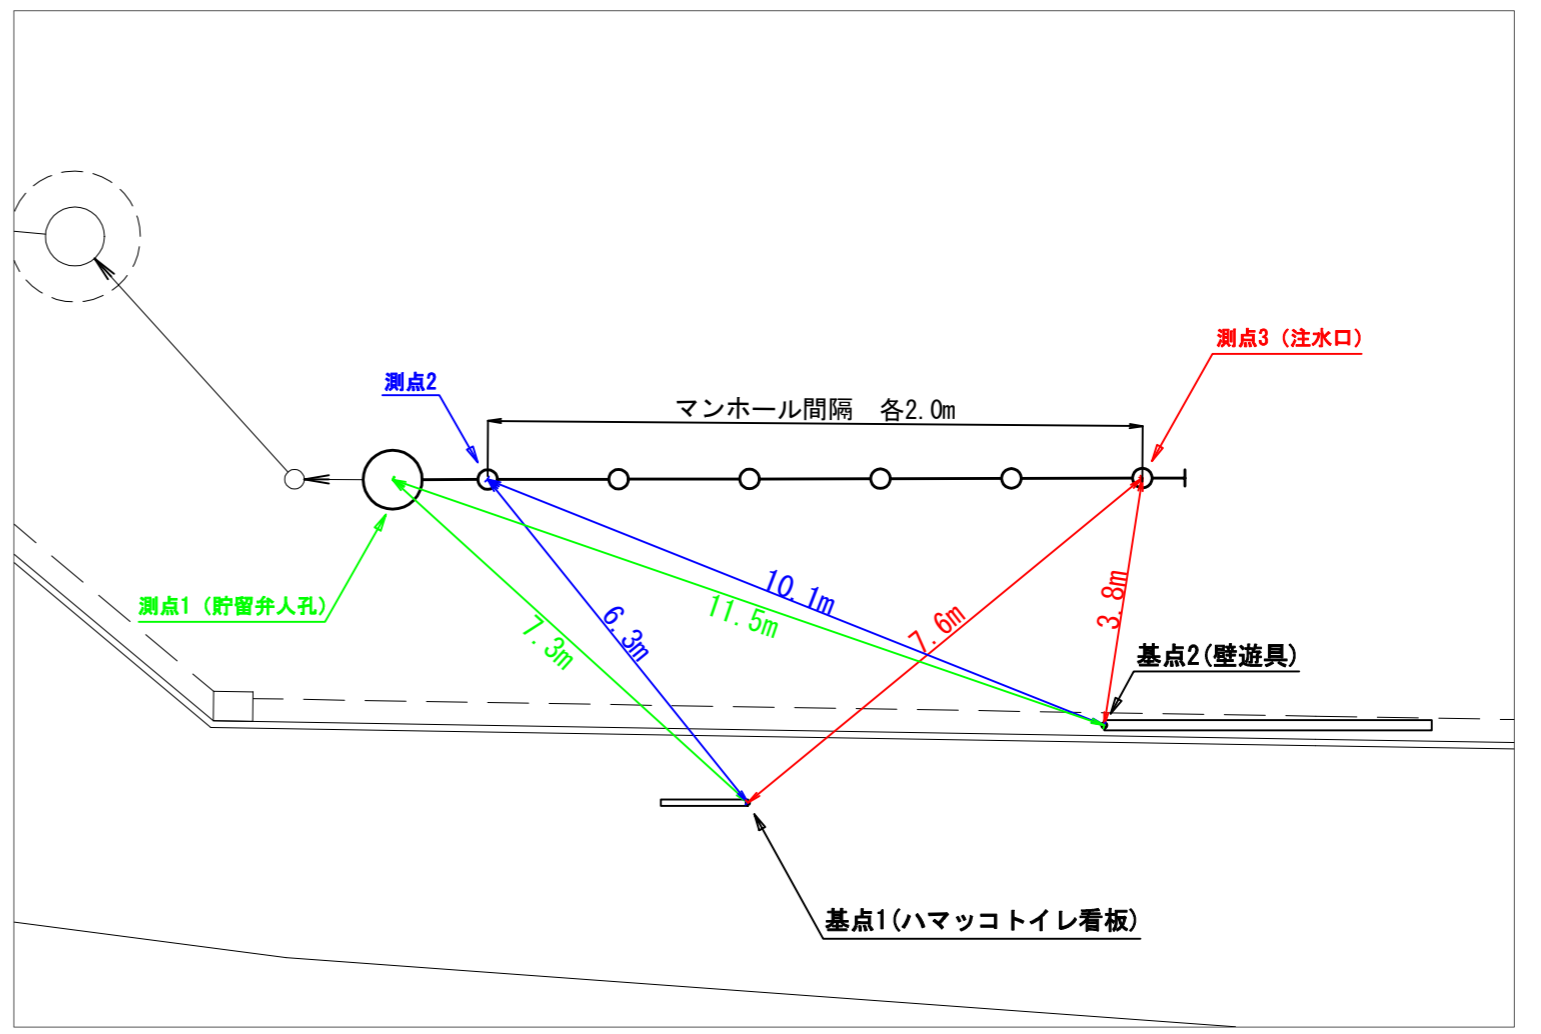 測点3（注水口）
測点2
マンホール間隔　各2.0m
測点1（貯留弁人孔）
10.1m
11.5m
6.3m
7.3m
7.6m
3.8m
基点2(壁遊具)
基点1(ハマッコトイレ看板)